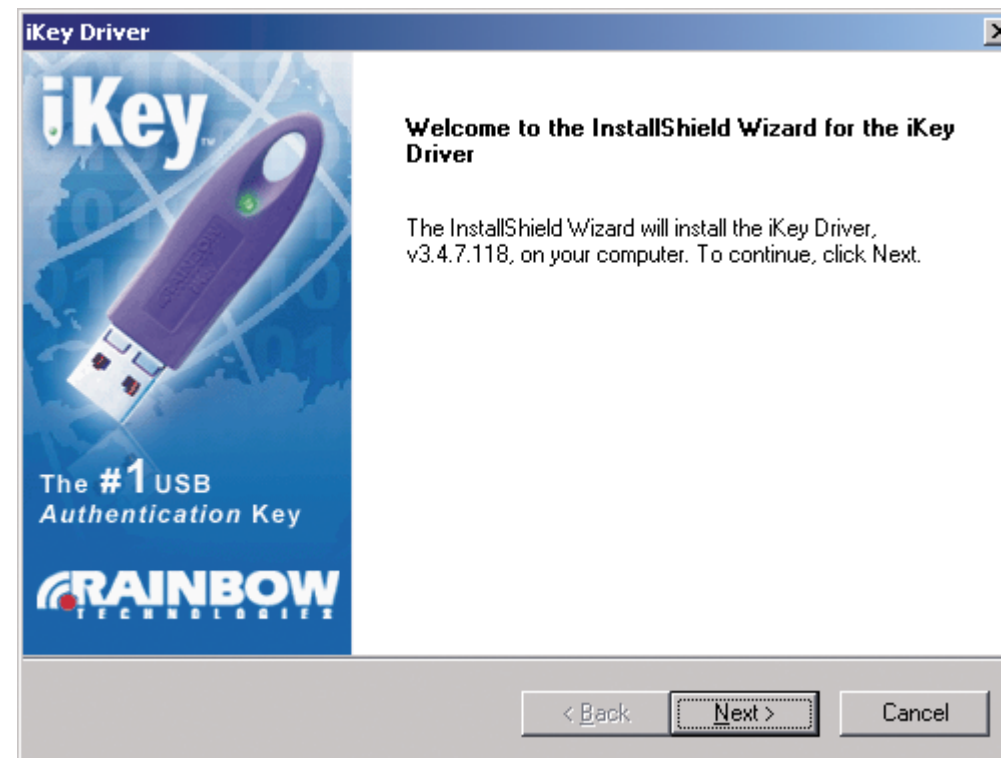 iKey Driver
iKey™
Welcome to the InstallShield Wizard for the iKey
Driver
The InstallShield Wizard will install the iKey Driver,
v3.4.7.118, on your computer. To continue, click Next.
RAINBOW
The #1 USB
Authentication Key
RAINBOW
TECHNOLOGIES
< Back
Next >
Cancel